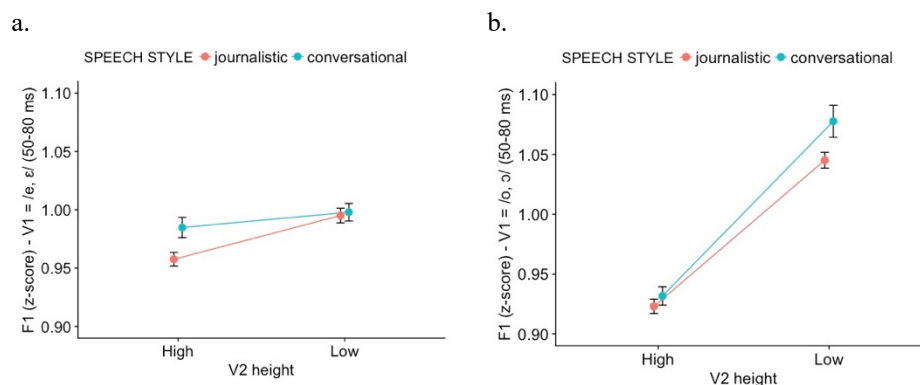 a.
SPEECH STYLE journalistic conversational
F1 (z-score) - V1 = /e, ɛ/ (50-80 ms)
1.10
1.05
1.00
0.95
0.90
High Low
V2 height
b.
SPEECH STYLE journalistic conversational
F1 (z-score) - V1 = /o, ɔ/ (50-80 ms)
1.10
1.05
1.00
0.95
0.90
High Low
V2 height